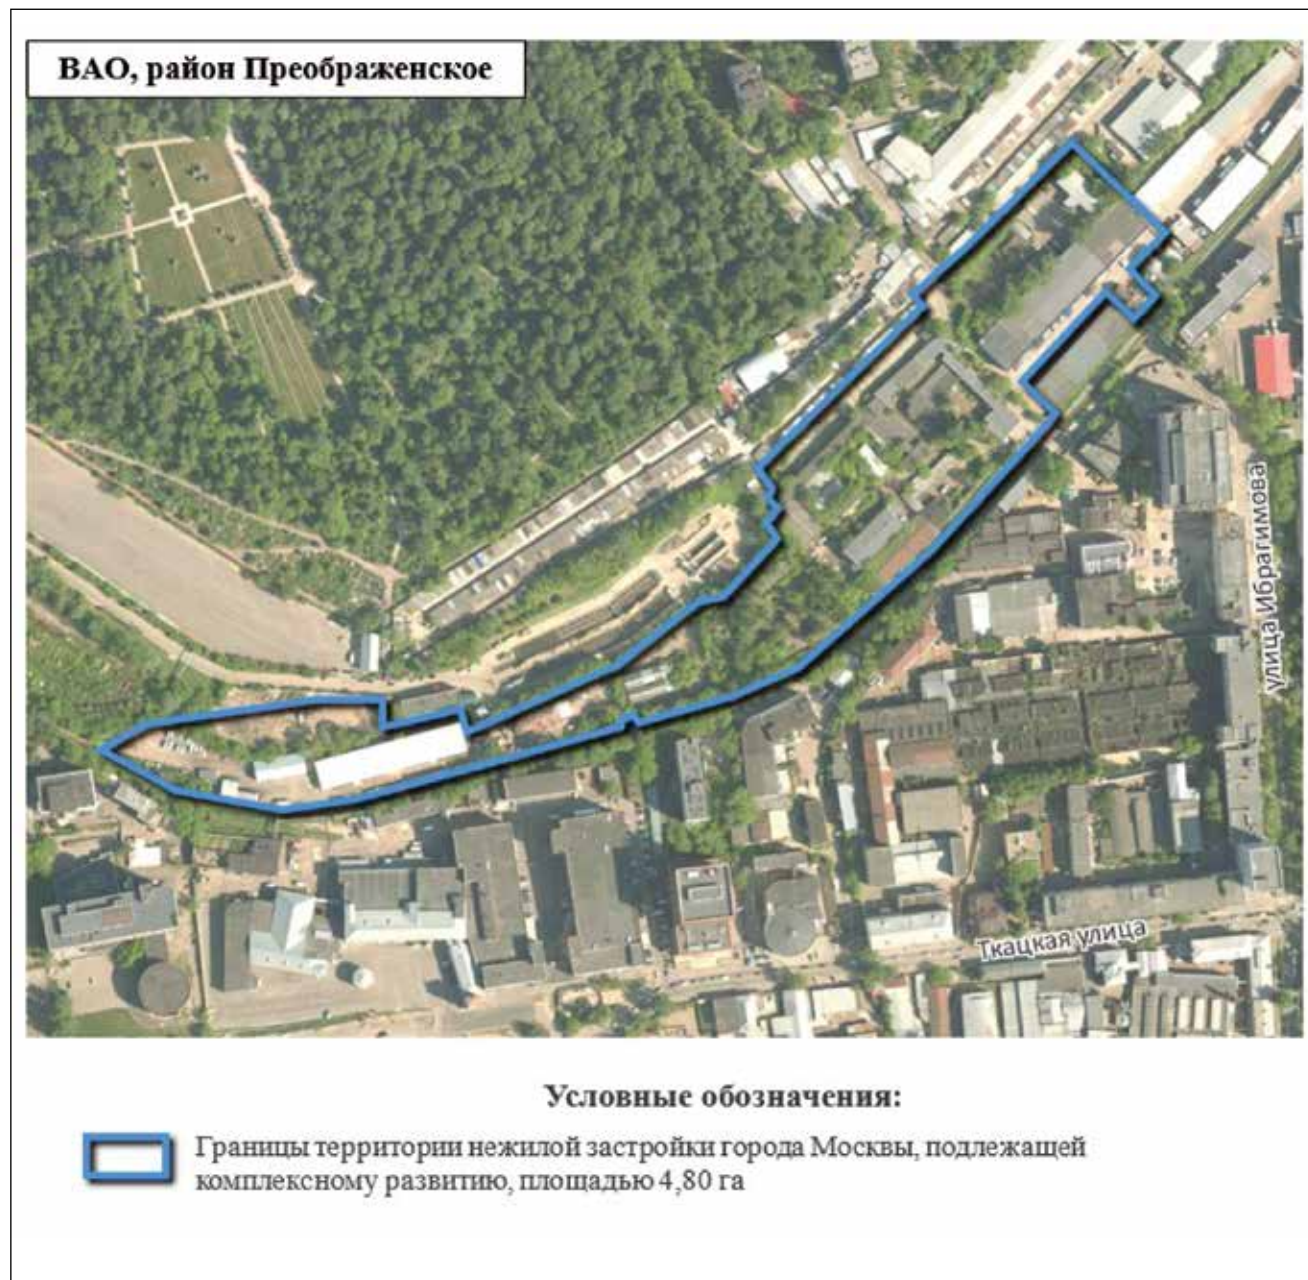 ВАО, район Преображенское
улица Ибрагимова
Ткацкая улица
Условные обозначения:
Границы территории нежилой застройки города Москвы, подлежащей
комплексному развитию, площадью 4,80 га